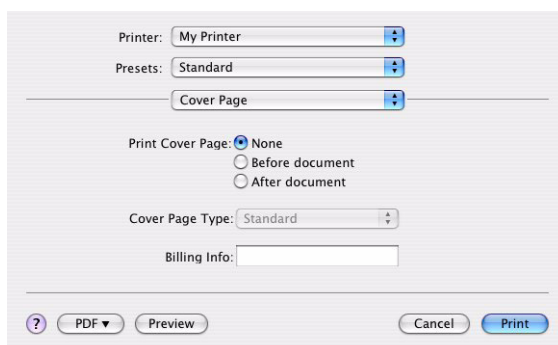 Printer: My Printer
Presets: Standard
Cover Page
Print Cover Page: None
Before document
After document
Cover Page Type: Standard
Billing Info:
? PDF▼ Preview Cancel Print